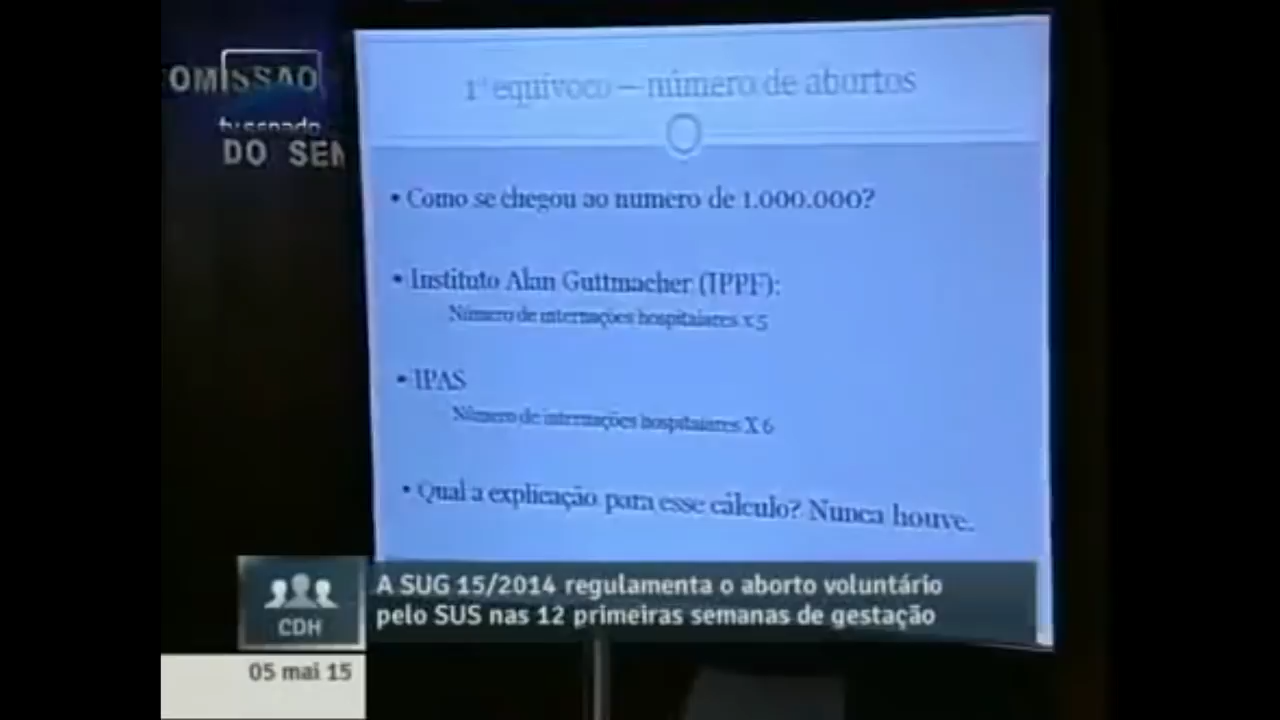 OMISSAO
tv senado
DO SEN
1º equívoco – número de abortos
• Como se chegou ao numero de 1.000.000?
• Instituto Alan Guttmacher (IPPF):
Número de internações hospitalares x 5
• IPAS
Número de internações hospitalares X 6
• Qual a explicação para esse cálculo? Nunca houve.
A SUG 15/2014 regulamenta o aborto voluntário
pelo SUS nas 12 primeiras semanas de gestação
CDH
05 mai 15